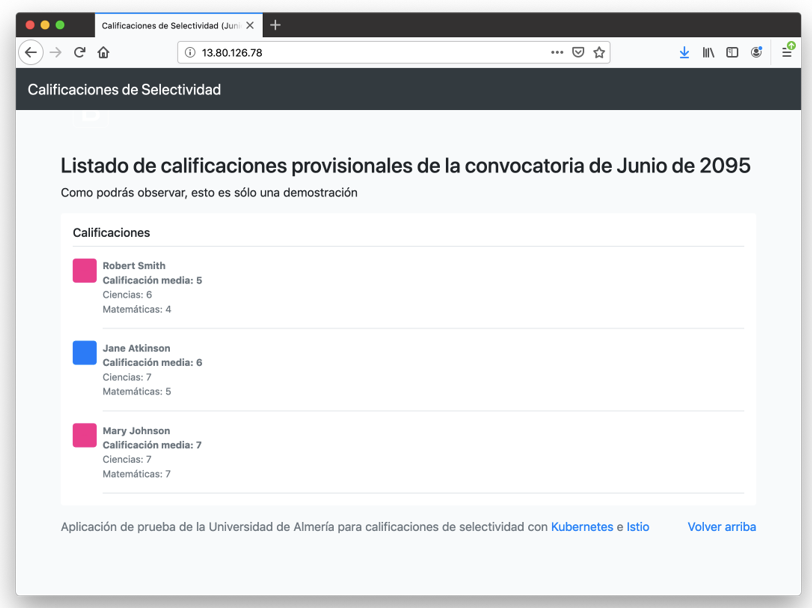 Calificaciones de Selectividad (Juni
13.80.126.78
Calificaciones de Selectividad
Listado de calificaciones provisionales de la convocatoria de Junio de 2095
Como podrás observar, esto es sólo una demostración
Calificaciones
Robert Smith
Calificación media: 5
Ciencias: 6
Matemáticas: 4
Jane Atkinson
Calificación media: 6
Ciencias: 7
Matemáticas: 5
Mary Johnson
Calificación media: 7
Ciencias: 7
Matemáticas: 7
Aplicación de prueba de la Universidad de Almería para calificaciones de selectividad con Kubernetes e Istio Volver arriba